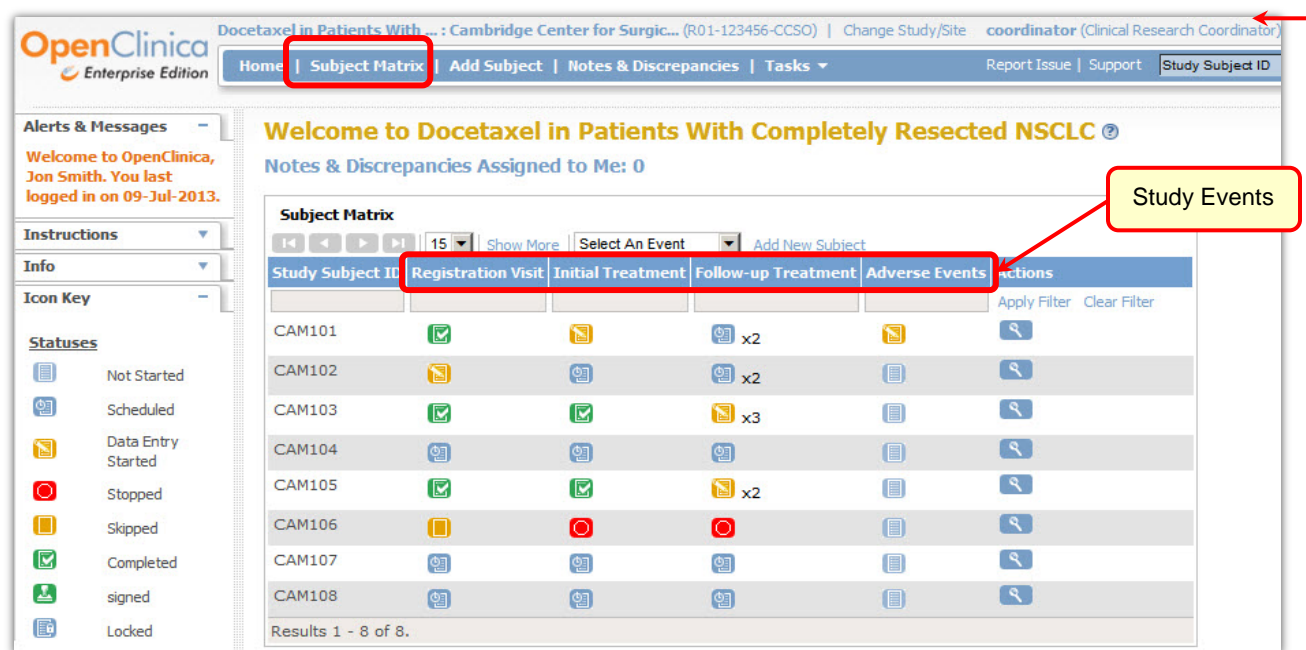 Docetaxel in Patients With ... : Cambridge Center for Surgic... (R01-123456-CCSO) | Change Study/Site coordinator (Clinical Research Coordinator)
OpenClinica
Enterprise Edition
Home | Subject Matrix | Add Subject | Notes & Discrepancies | Tasks
Report Issue | Support Study Subject ID
Alerts & Messages
Welcome to OpenClinica,
Jon Smith. You last
logged in on 09-Jul-2013.
Instructions
Info
Icon Key
Statuses
Not Started
Scheduled
Data Entry
Started
Stopped
Skipped
Completed
signed
Locked
Welcome to Docetaxel in Patients With Completely Resected NSCLC ?
Notes & Discrepancies Assigned to Me: 0
Study Events
Subject Matrix
15 Show More Select An Event Add New Subject
Study Subject ID Registration Visit Initial Treatment Follow-up Treatment Adverse Events Actions
Apply Filter Clear Filter
CAM101 x2
CAM102 x2
CAM103 x3
CAM104
CAM105 x2
CAM106
CAM107
CAM108
Results 1 - 8 of 8.